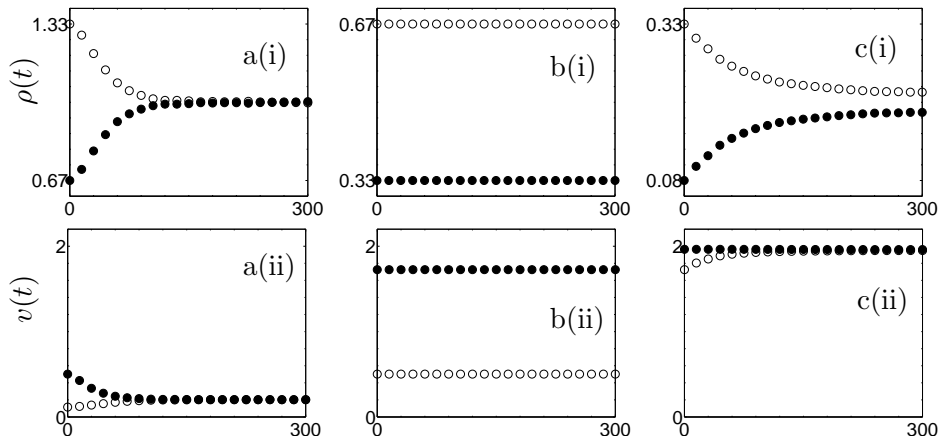 1.33 0.67 0.33
a(i) b(i) c(i)
ρ(t)
0.67 0.33 0.08
0 300 0 300 0 300
2 2 2
a(ii) b(ii) c(ii)
v(t)
0 0 0
0 300 0 300 0 300